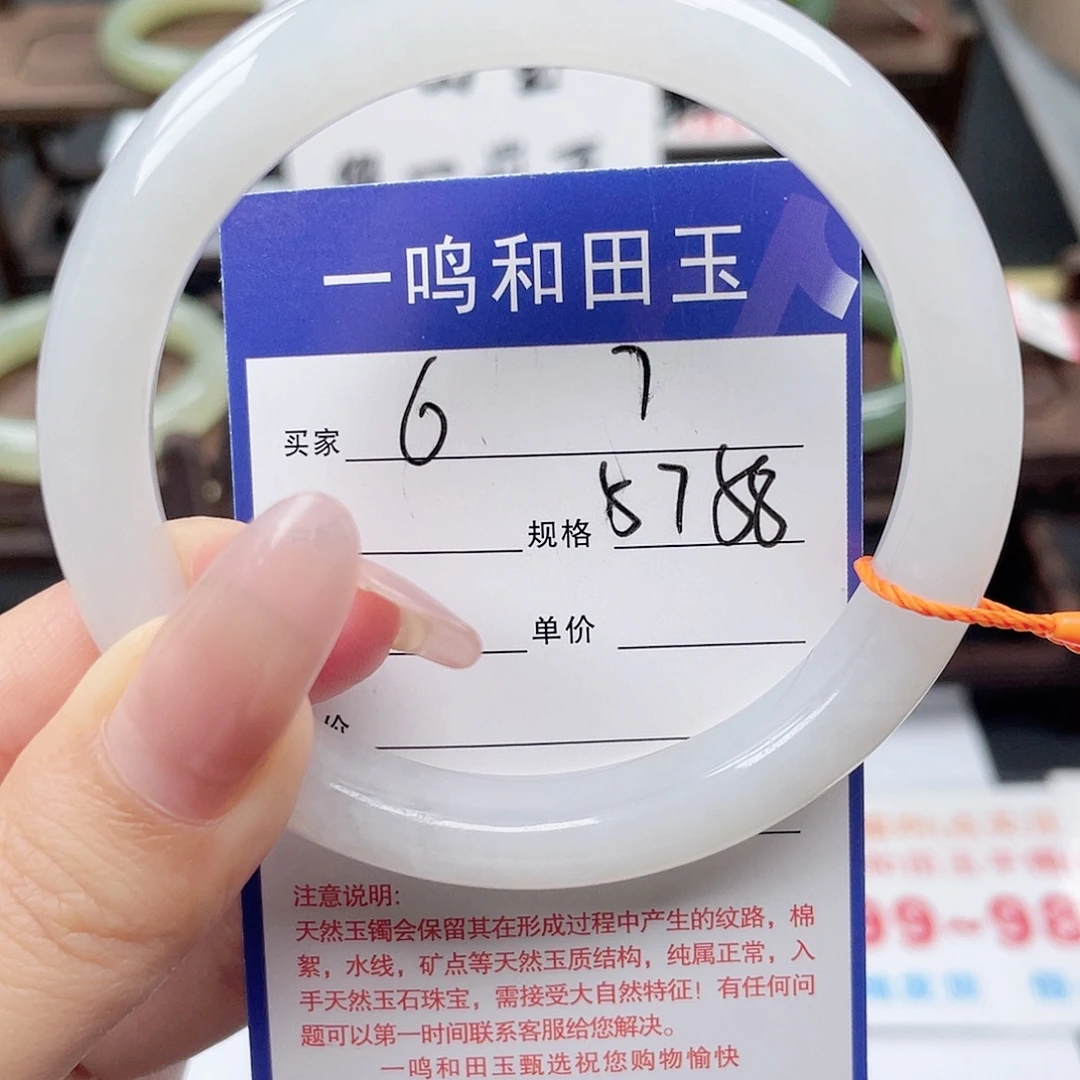 一鸣和田玉
买家 6 7
规格 5758
单价
价
注意说明:
天然玉镯会保留其在形成过程中产生的纹路，棉
絮，水线，矿点等天然玉质结构，纯属正常，入
手天然玉石珠宝，需接受大自然特征！有任何问
题可以第一时间联系客服给您解决。
一鸣和田玉甄选祝您购物愉快
99~98